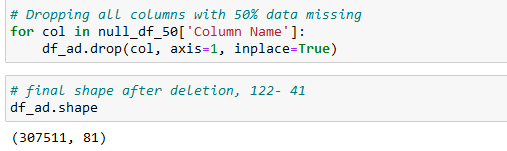 # Dropping all columns with 50% data missing
for col in null_df_50['Column Name']:
    df_ad.drop(col, axis=1, inplace=True)
# final shape after deletion, 122- 41
df_ad.shape
(307511, 81)